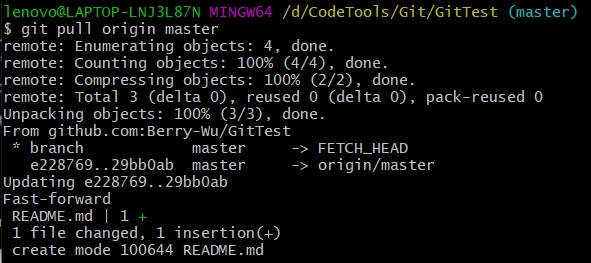 lenovo@LAPTOP-LNJ3L87N MINGW64 /d/CodeTools/Git/GitTest (master)
$ git pull origin master
remote: Enumerating objects: 4, done.
remote: Counting objects: 100% (4/4), done.
remote: Compressing objects: 100% (2/2), done.
remote: Total 3 (delta 0), reused 0 (delta 0), pack-reused 0
Unpacking objects: 100% (3/3), done.
From github.com:Berry-Wu/GitTest
 * branch            master     -> FETCH_HEAD
   e228769..29bb0ab  master     -> origin/master
Updating e228769..29bb0ab
Fast-forward
 README.md | 1 +
 1 file changed, 1 insertion(+)
 create mode 100644 README.md